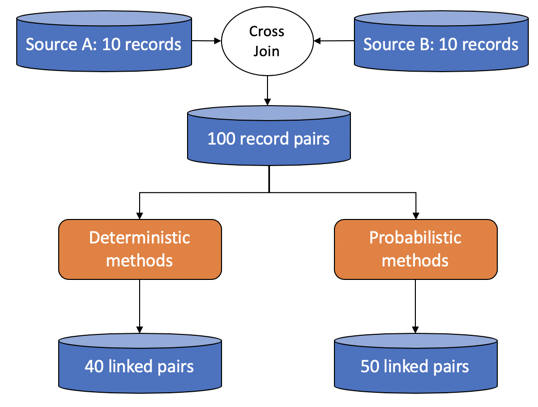 Source A: 10 records
Cross
Join
Source B: 10 records
100 record pairs
Deterministic
methods
Probabilistic
methods
40 linked pairs
50 linked pairs